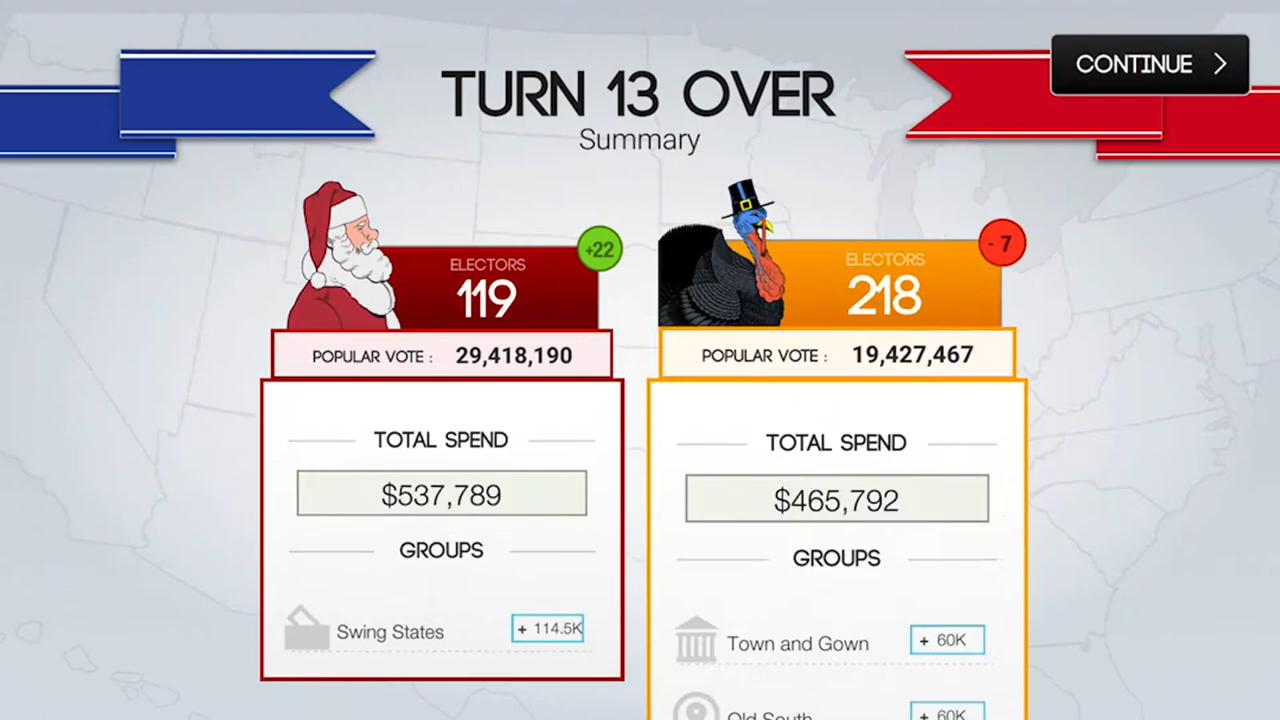 CONTINUE
TURN 13 OVER
Summary
+22
ELECTORS
119
POPULAR VOTE : 29,418,190
TOTAL SPEND
$537,789
GROUPS
Swing States + 114.5K
- 7
ELECTORS
218
POPULAR VOTE : 19,427,467
TOTAL SPEND
$465,792
GROUPS
Town and Gown + 60K
Old South + 60K